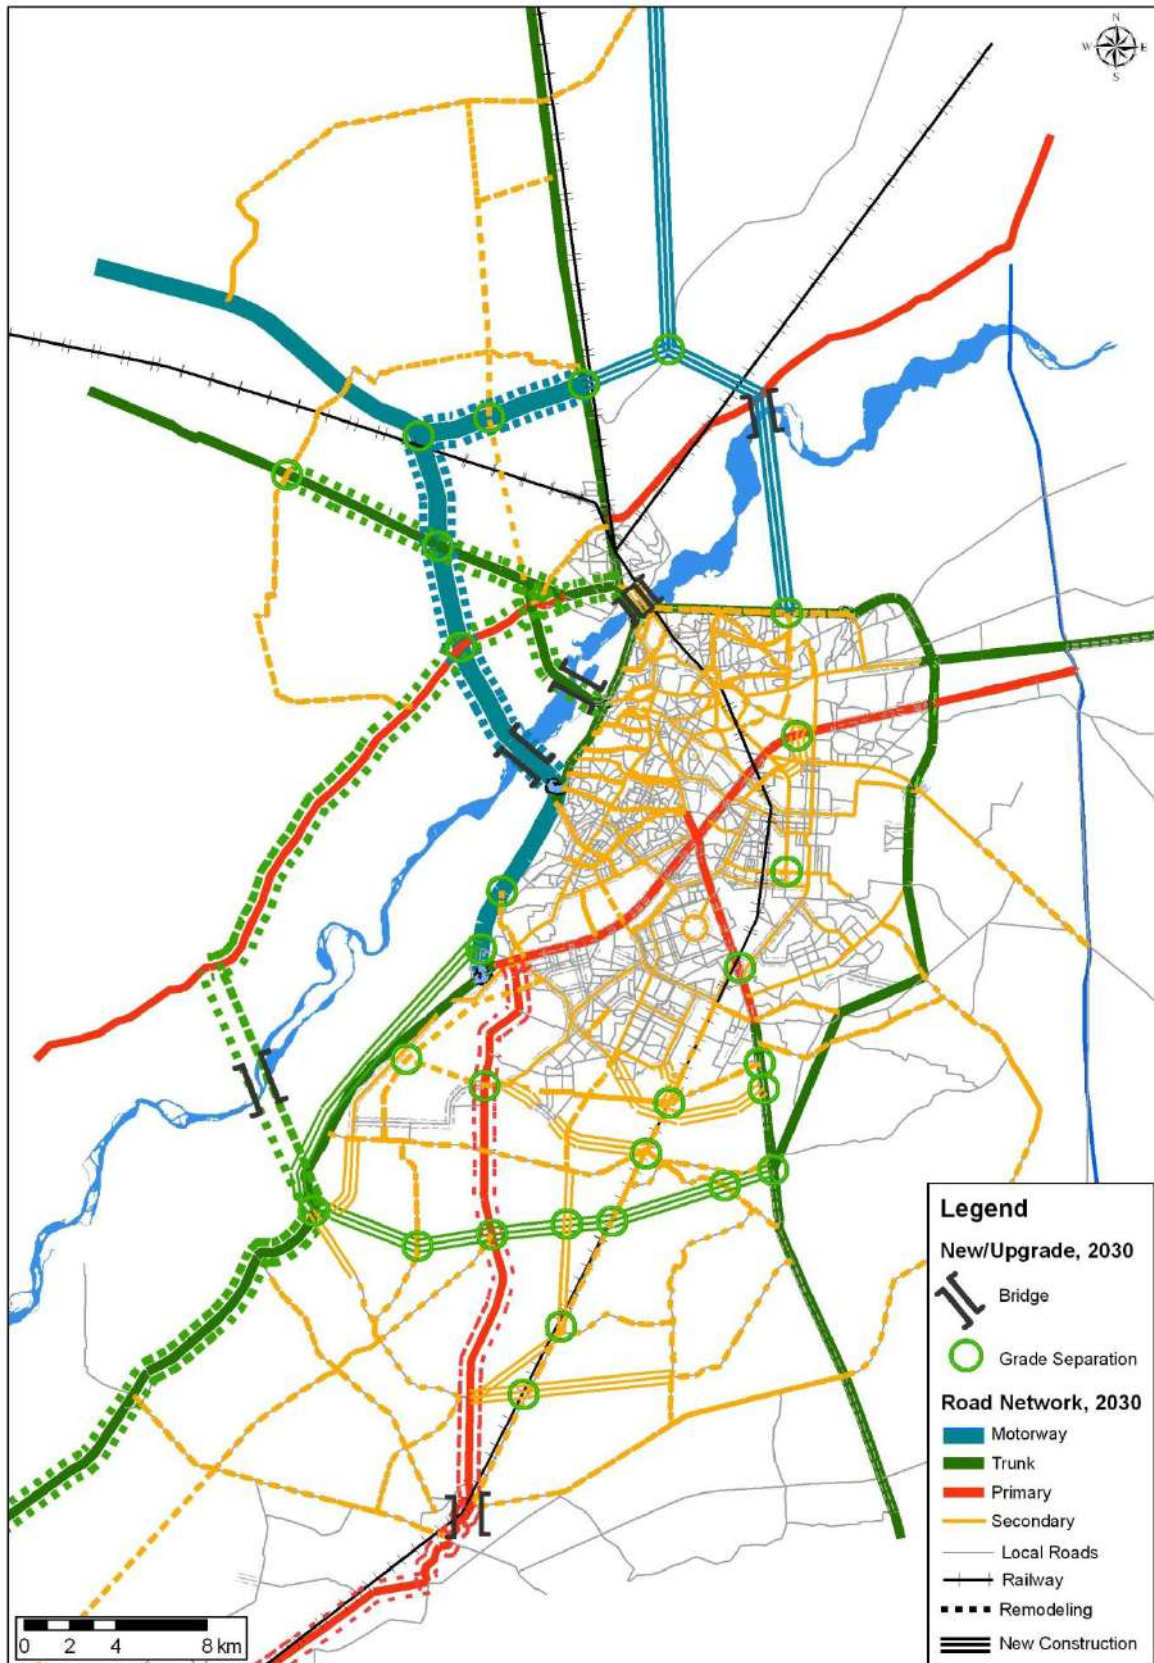 N
W E
S
Legend
New/Upgrade, 2030
Bridge
Grade Separation
Road Network, 2030
Motorway
Trunk
Primary
Secondary
Local Roads
Railway
Remodeling
New Construction
0 2 4 8 km